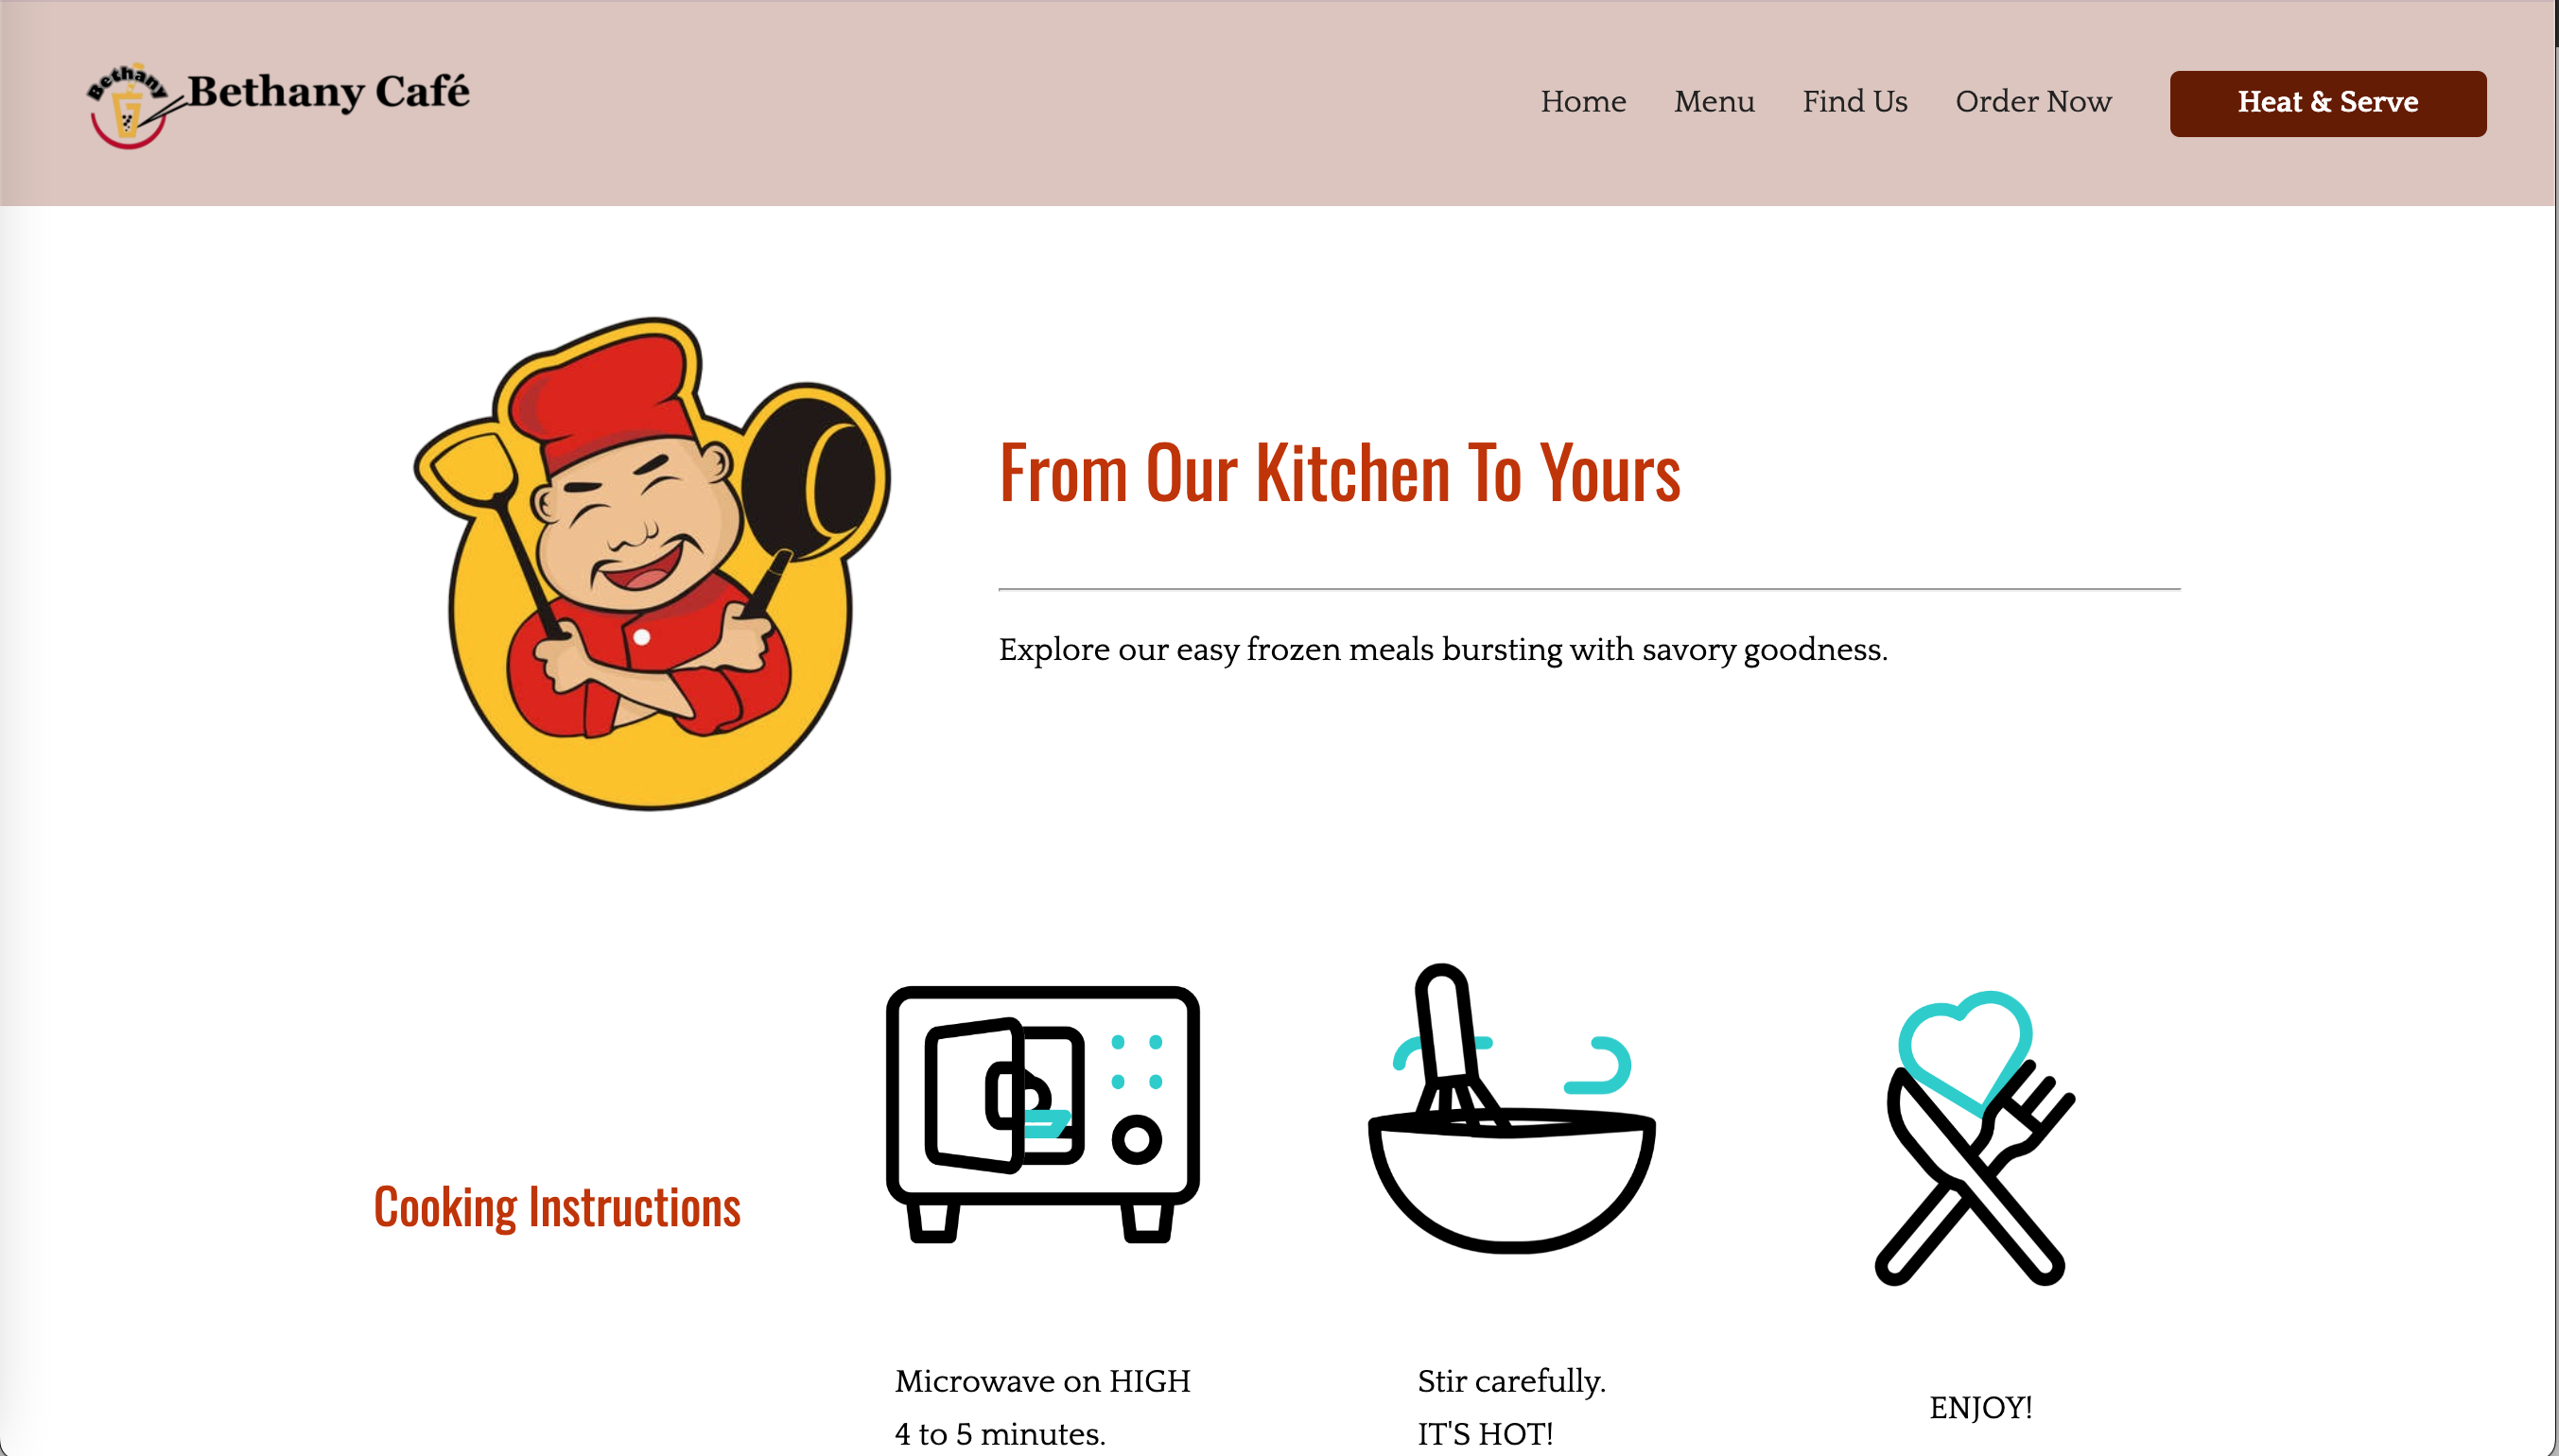 Bethany
Bethany Café
Home
Menu
Find Us
Order Now
Heat & Serve
From Our Kitchen To Yours
Explore our easy frozen meals bursting with savory goodness.
Cooking Instructions
Microwave on HIGH
4 to 5 minutes.
Stir carefully.
IT'S HOT!
ENJOY!